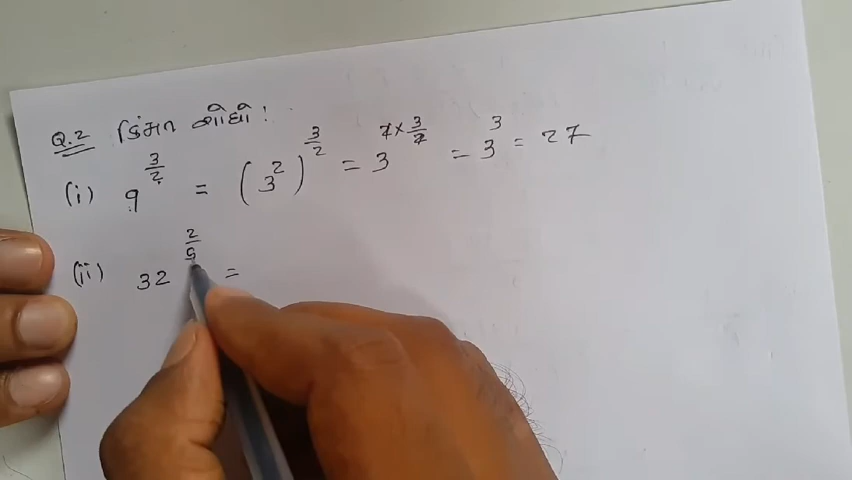 Q.2 કિંમત શોધો!
(i) 9^(3/2) = (3^2)^(3/2) = 3^(2×3/2) = 3^3 = 27
(ii) 32^(2/5) =